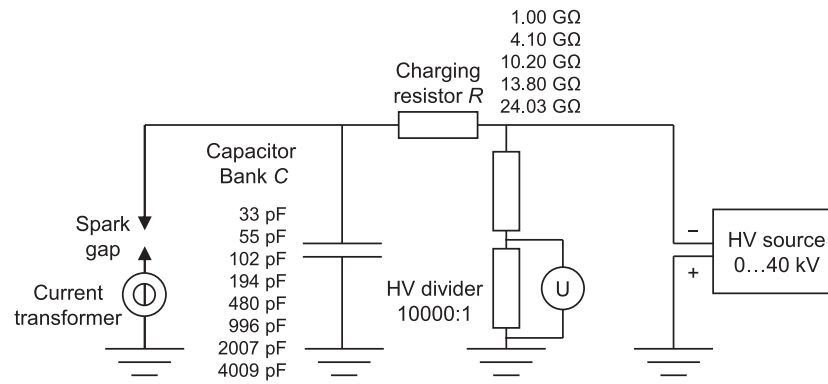 1.00 GΩ
4.10 GΩ
10.20 GΩ
13.80 GΩ
24.03 GΩ
Charging
resistor R
Capacitor
Bank C
33 pF
55 pF
102 pF
194 pF
480 pF
996 pF
2007 pF
4009 pF
Spark
gap
Current
transformer
HV divider
10000:1
U
–
+
HV source
0...40 kV